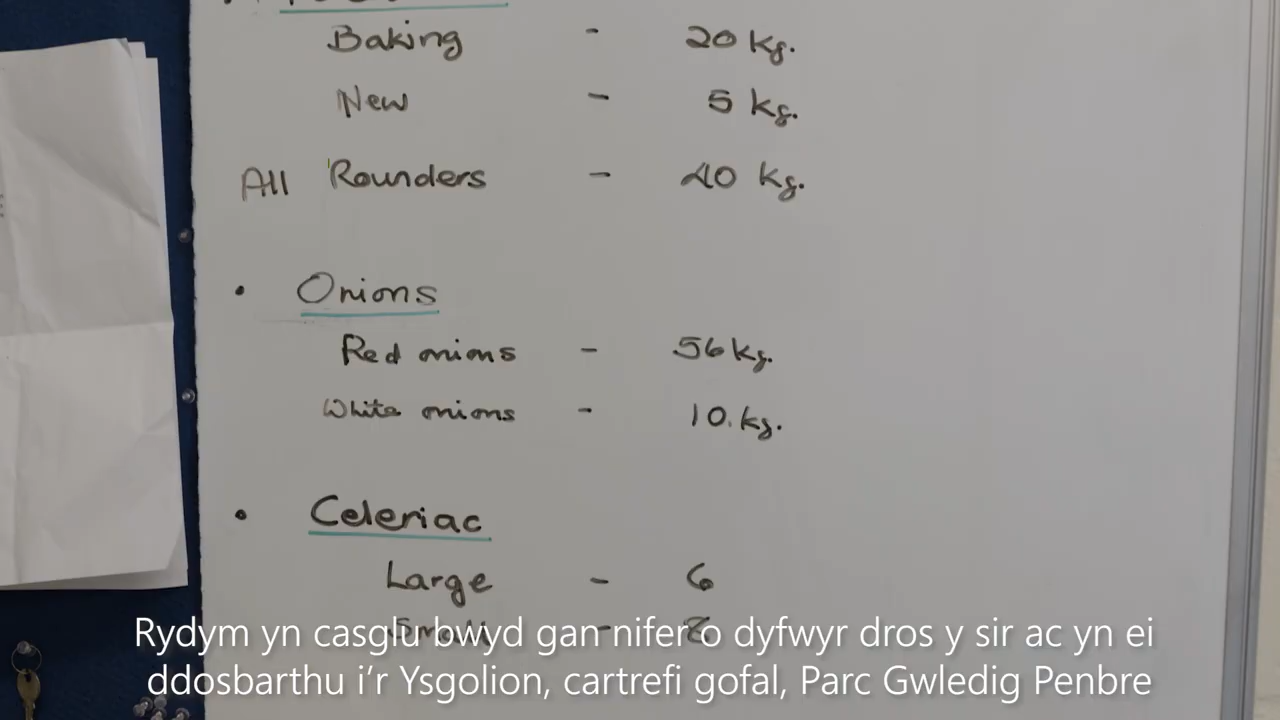 Baking - 20 kg.
New - 5 kg.
All Rounders - 40 kg.
• Onions
Red onions - 56 kg.
White onions - 10. kg.
• Celeriac
Large - 6
Small -
Rydym yn casglu bwyd gan nifer o dyfwyr dros y sir ac yn ei
ddosbarthu i'r Ysgolion, cartrefi gofal, Parc Gwledig Penbre